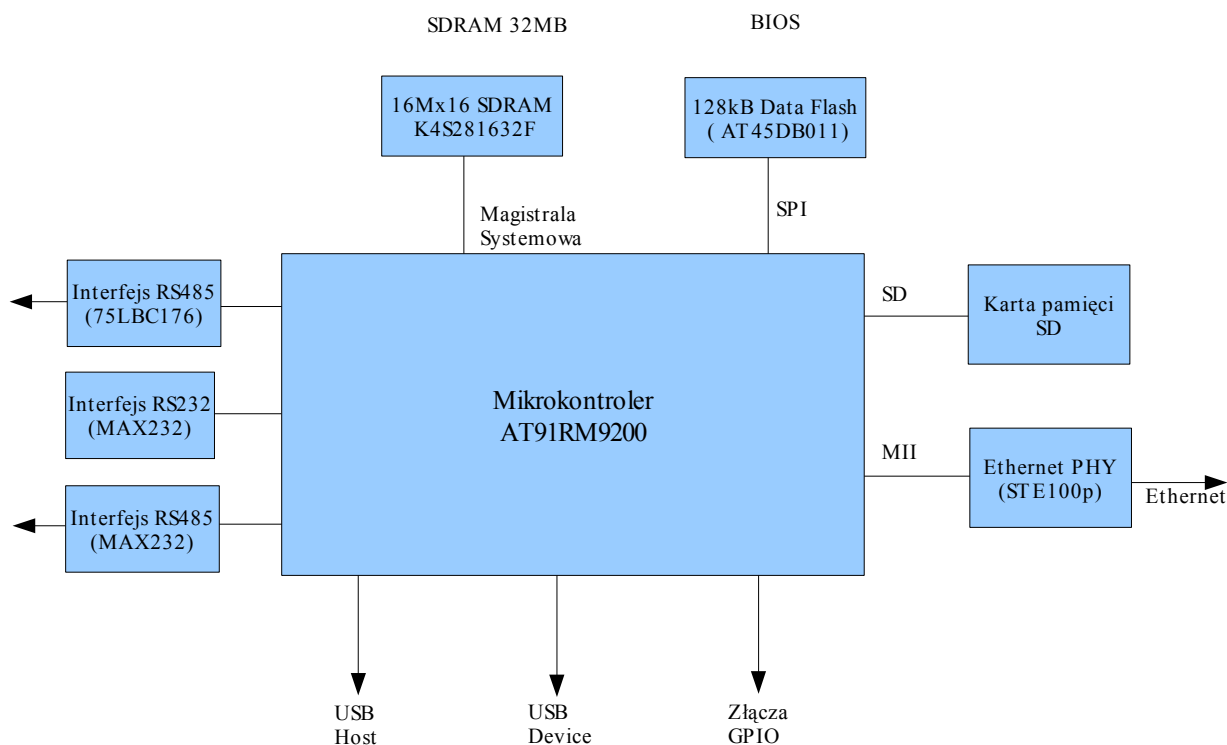 SDRAM 32MB
BIOS
16Mx16 SDRAM
K4S281632F
128kB Data Flash
( AT45DB011)
Magistrala
Systemowa
SPI
Interfejs RS485
(75LBC176)
SD
Karta pamięci
SD
Interfejs RS232
(MAX232)
Mikrokontroler
AT91RM9200
MII
Ethernet PHY
(STE100p)
Ethernet
Interfejs RS485
(MAX232)
USB
Host
USB
Device
Złącza
GPIO